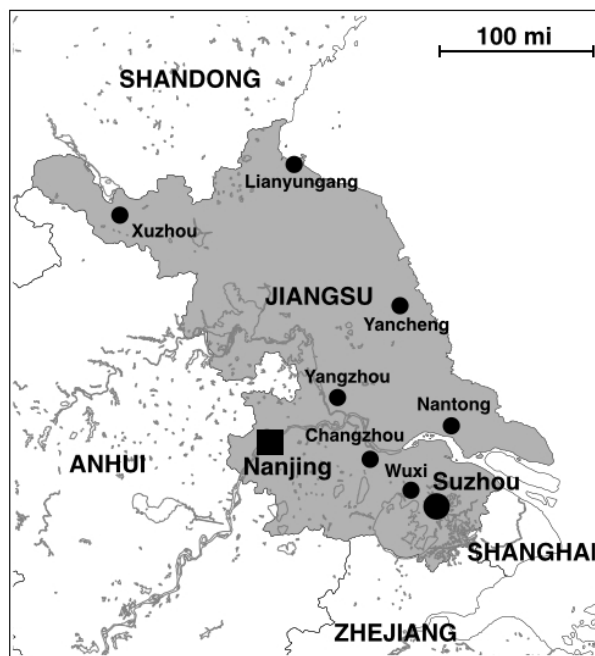 100 mi
SHANDONG
Lianyungang
Xuzhou
JIANGSU
Yancheng
Yangzhou
Nantong
Changzhou
ANHUI
Nanjing
Wuxi
Suzhou
SHANGHAI
ZHEJIANG